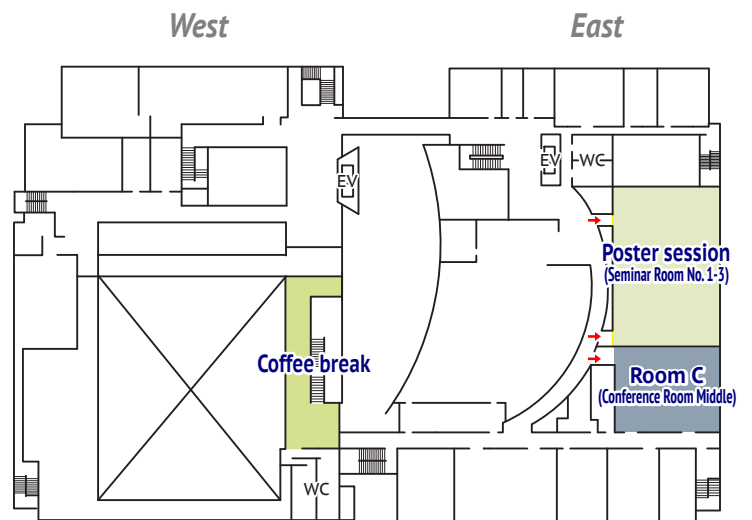 West
East
EV
EV
WC
Poster session
(Seminar Room No. 1-3)
Coffee break
Room C
(Conference Room Middle)
WC